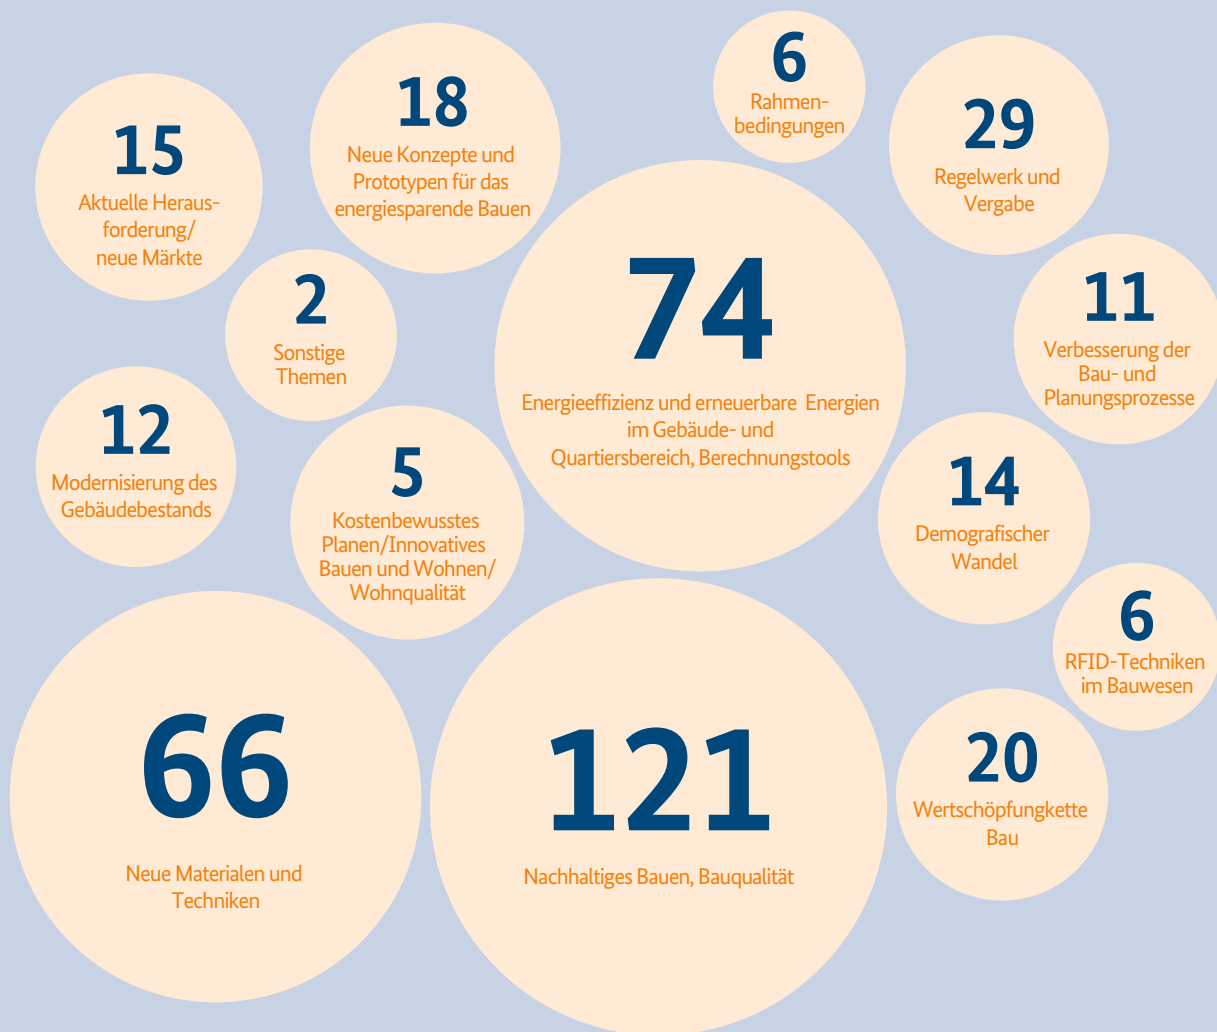 6
Rahmen-
bedingungen
18
Neue Konzepte und
Prototypen für das
energiesparende Bauen
29
Regelwerk und
Vergabe
15
Aktuelle Heraus-
forderung/
neue Märkte
74
Energieeffizienz und erneuerbare Energien
im Gebäude- und
Quartiersbereich, Berechnungstools
2
Sonstige
Themen
11
Verbesserung der
Bau- und
Planungsprozesse
12
Modernisierung des
Gebäudebestands
5
Kostenbewusstes
Planen/Innovatives
Bauen und Wohnen/
Wohnqualität
14
Demografischer
Wandel
6
RFID-Techniken
im Bauwesen
66
Neue Materialen und
Techniken
121
Nachhaltiges Bauen, Bauqualität
20
Wertschöpfungkette
Bau